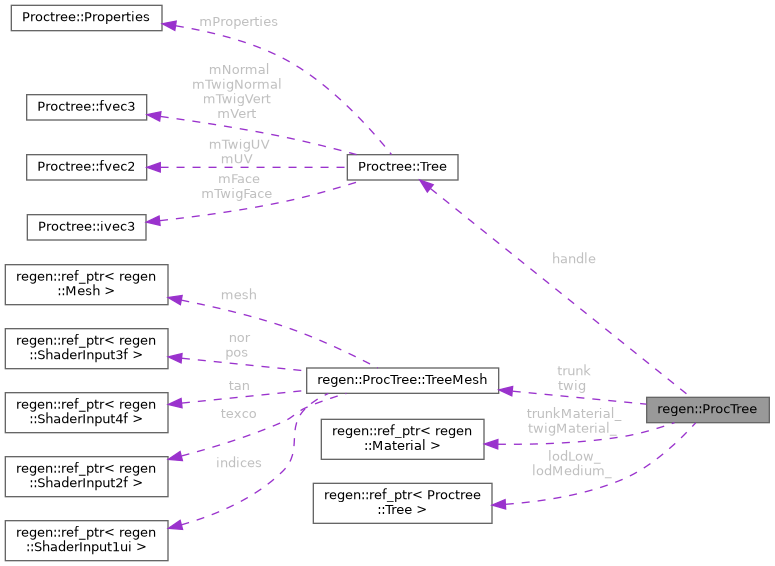 Proctree::Properties
mProperties
mNormal
mTwigNormal
mTwigVert
mVert
Proctree::fvec3
mTwigUV
mUV
Proctree::fvec2
Proctree::Tree
mFace
mTwigFace
Proctree::ivec3
handle
regen::ref_ptr< regen
::Mesh >
mesh
regen::ref_ptr< regen
::ShaderInput3f >
nor
pos
regen::ProcTree::TreeMesh
trunk
twig
tan
regen::ref_ptr< regen
::ShaderInput4f >
texco
regen::ProcTree
trunkMaterial_
twigMaterial_
regen::ref_ptr< regen
::Material >
indices
regen::ref_ptr< regen
::ShaderInput2f >
lodLow_
lodMedium_
regen::ref_ptr< Proctree
::Tree >
regen::ref_ptr< regen
::ShaderInput1ui >